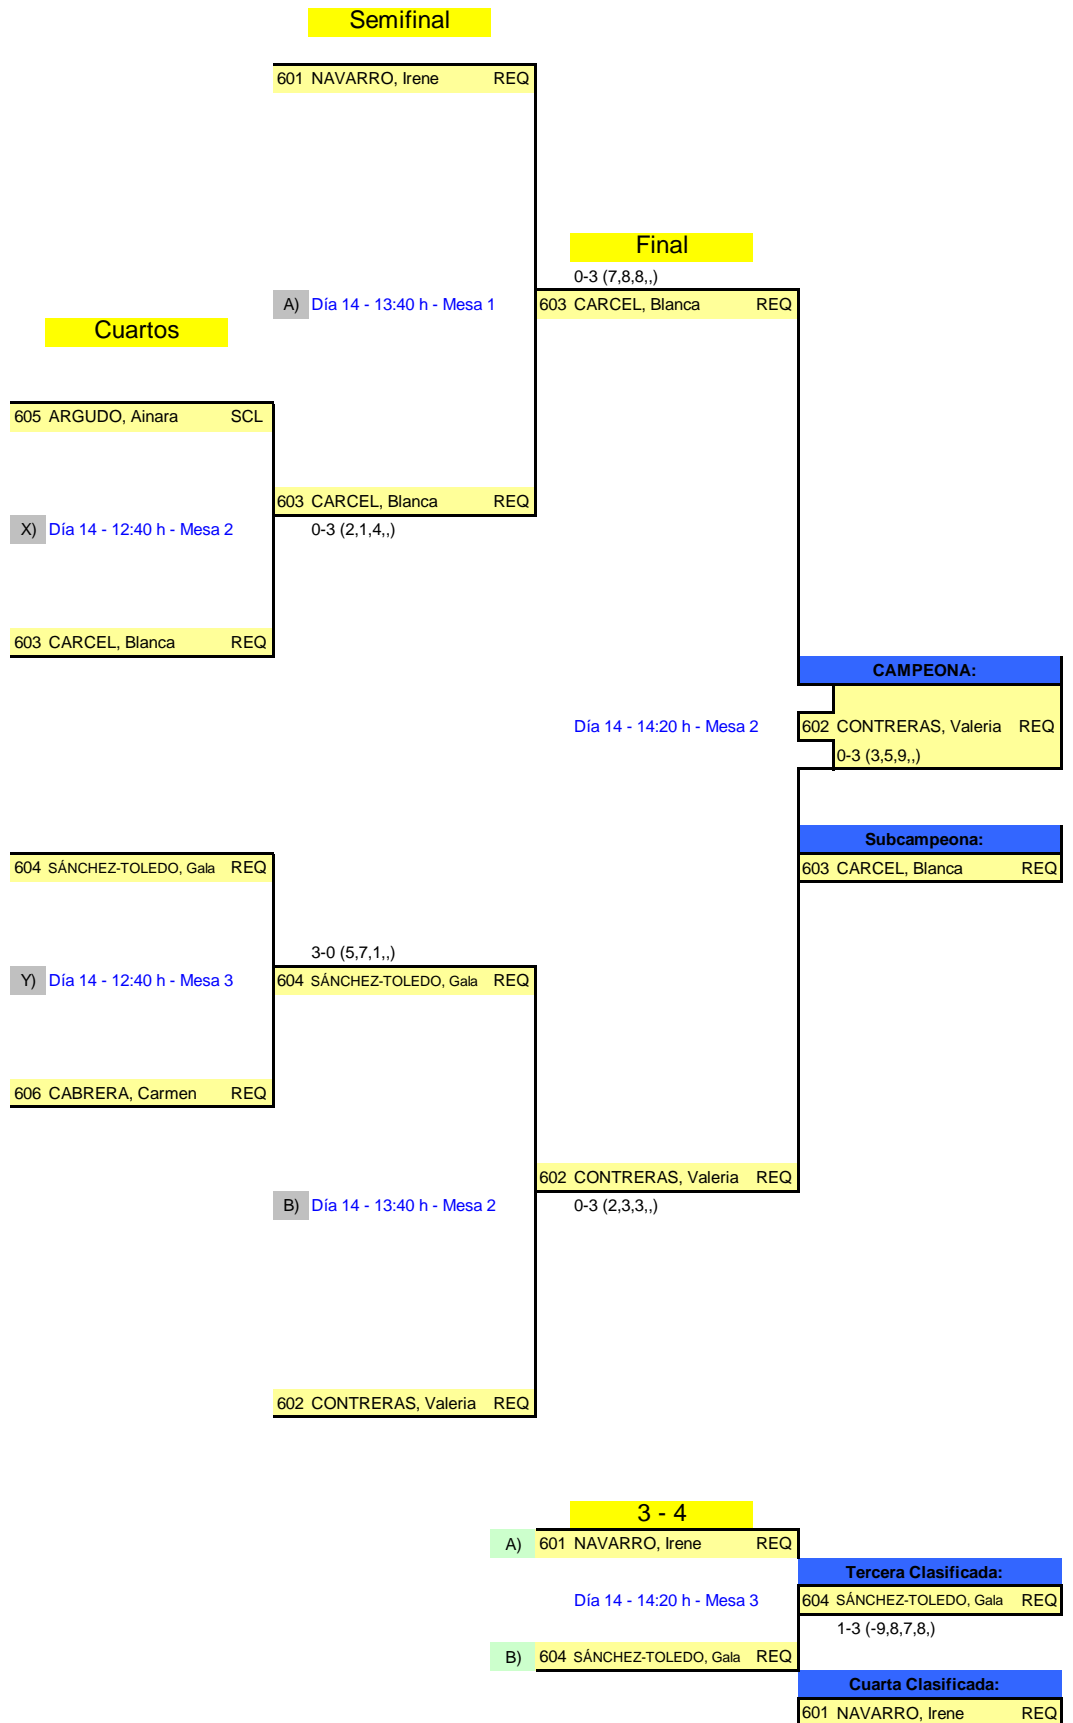 Semifinal
601 NAVARRO, Irene REQ
Final
0-3 (7,8,8,,)
A) Día 14 - 13:40 h - Mesa 1
603 CARCEL, Blanca REQ
Cuartos
605 ARGUDO, Ainara SCL
603 CARCEL, Blanca REQ
X) Día 14 - 12:40 h - Mesa 2
0-3 (2,1,4,,)
603 CARCEL, Blanca REQ
CAMPEONA:
Día 14 - 14:20 h - Mesa 2
602 CONTRERAS, Valeria REQ
0-3 (3,5,9,,)
Subcampeona:
604 SÁNCHEZ-TOLEDO, Gala REQ
603 CARCEL, Blanca REQ
3-0 (5,7,1,,)
Y) Día 14 - 12:40 h - Mesa 3
604 SÁNCHEZ-TOLEDO, Gala REQ
606 CABRERA, Carmen REQ
602 CONTRERAS, Valeria REQ
B) Día 14 - 13:40 h - Mesa 2
0-3 (2,3,3,,)
602 CONTRERAS, Valeria REQ
3 - 4
A) 601 NAVARRO, Irene REQ
Tercera Clasificada:
Día 14 - 14:20 h - Mesa 3
604 SÁNCHEZ-TOLEDO, Gala REQ
1-3 (-9,8,7,8,)
B) 604 SÁNCHEZ-TOLEDO, Gala REQ
Cuarta Clasificada:
601 NAVARRO, Irene REQ